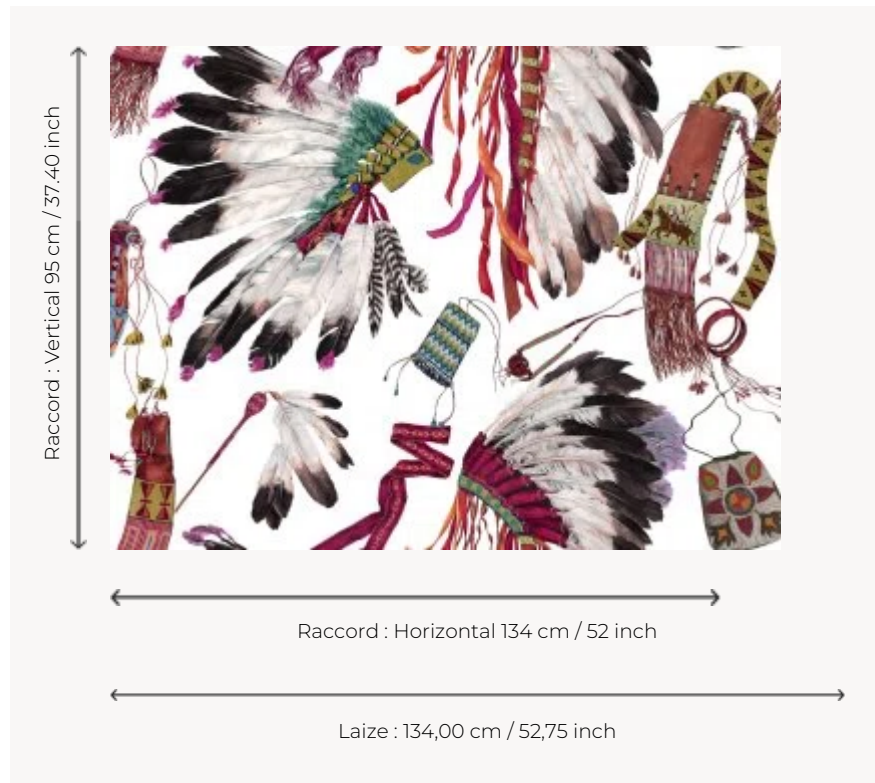 Raccord : Vertical 95 cm / 37.40 inch
Raccord : Horizontal 134 cm / 52 inch
Laize : 134,00 cm / 52,75 inch